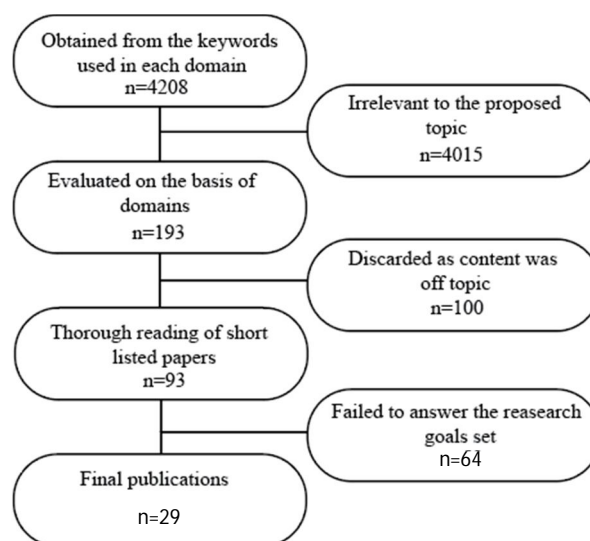 Obtained from the keywords
used in each domain
n=4208
Irrelevant to the proposed
topic
n=4015
Evaluated on the basis of
domains
n=193
Discarded as content was
off topic
n=100
Thorough reading of short
listed papers
n=93
Failed to answer the reasearch
goals set
n=64
Final publications
n=29